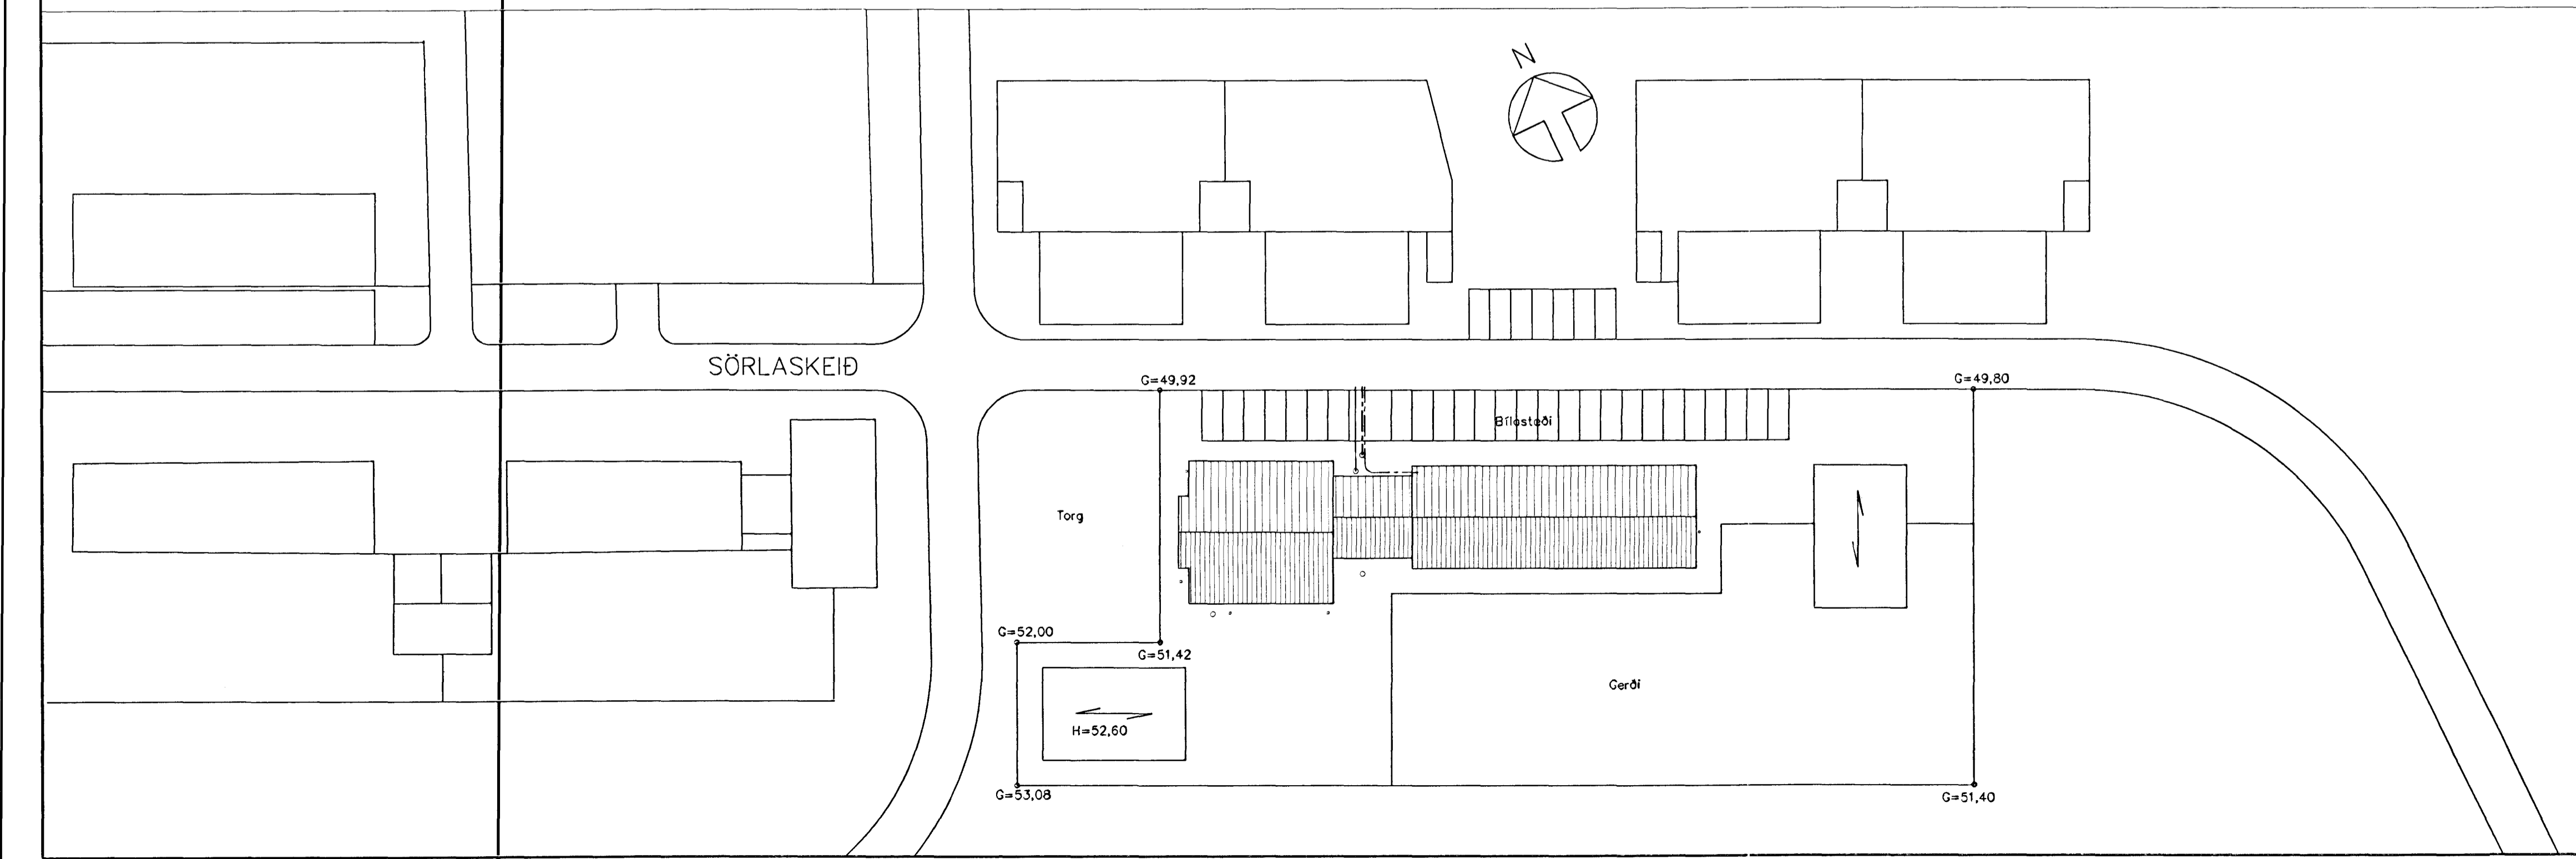 N
SÖRLASKEIÐ
G=49,92
G=49,80
Bílastæði
Torg
G=52,00
G=51,42
Gerði
H=52,60
G=53,08
G=51,40